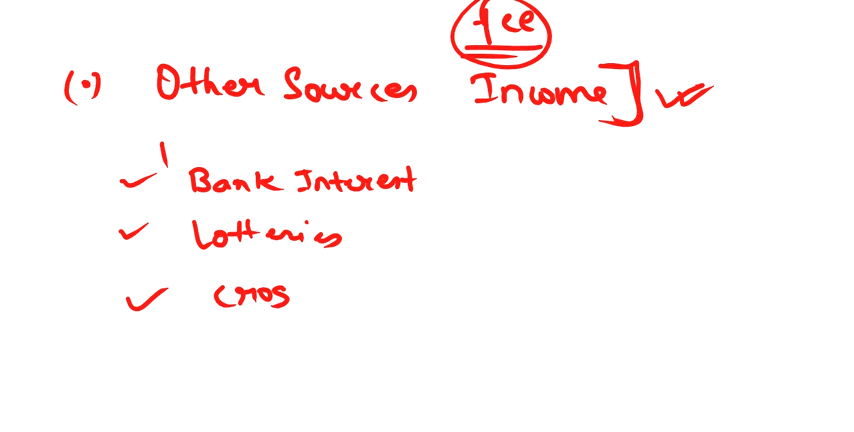 fee
(•) Other Sources Income]
Bank Interest
Lotteries